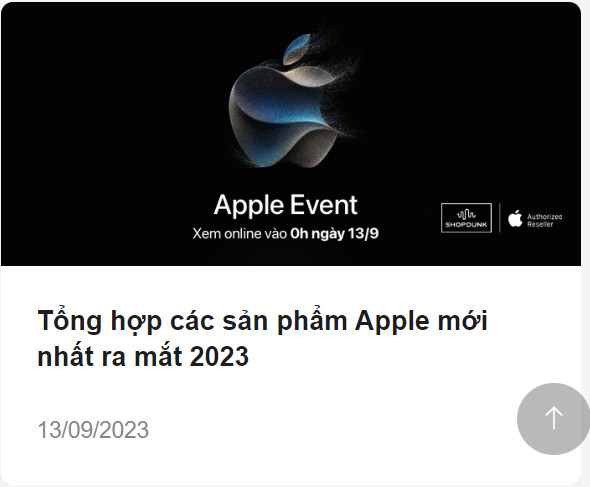 Apple Event
Xem online vào 0h ngày 13/9
SHOPDUNK
Authorized
Reseller
Tổng hợp các sản phẩm Apple mới
nhất ra mắt 2023
13/09/2023